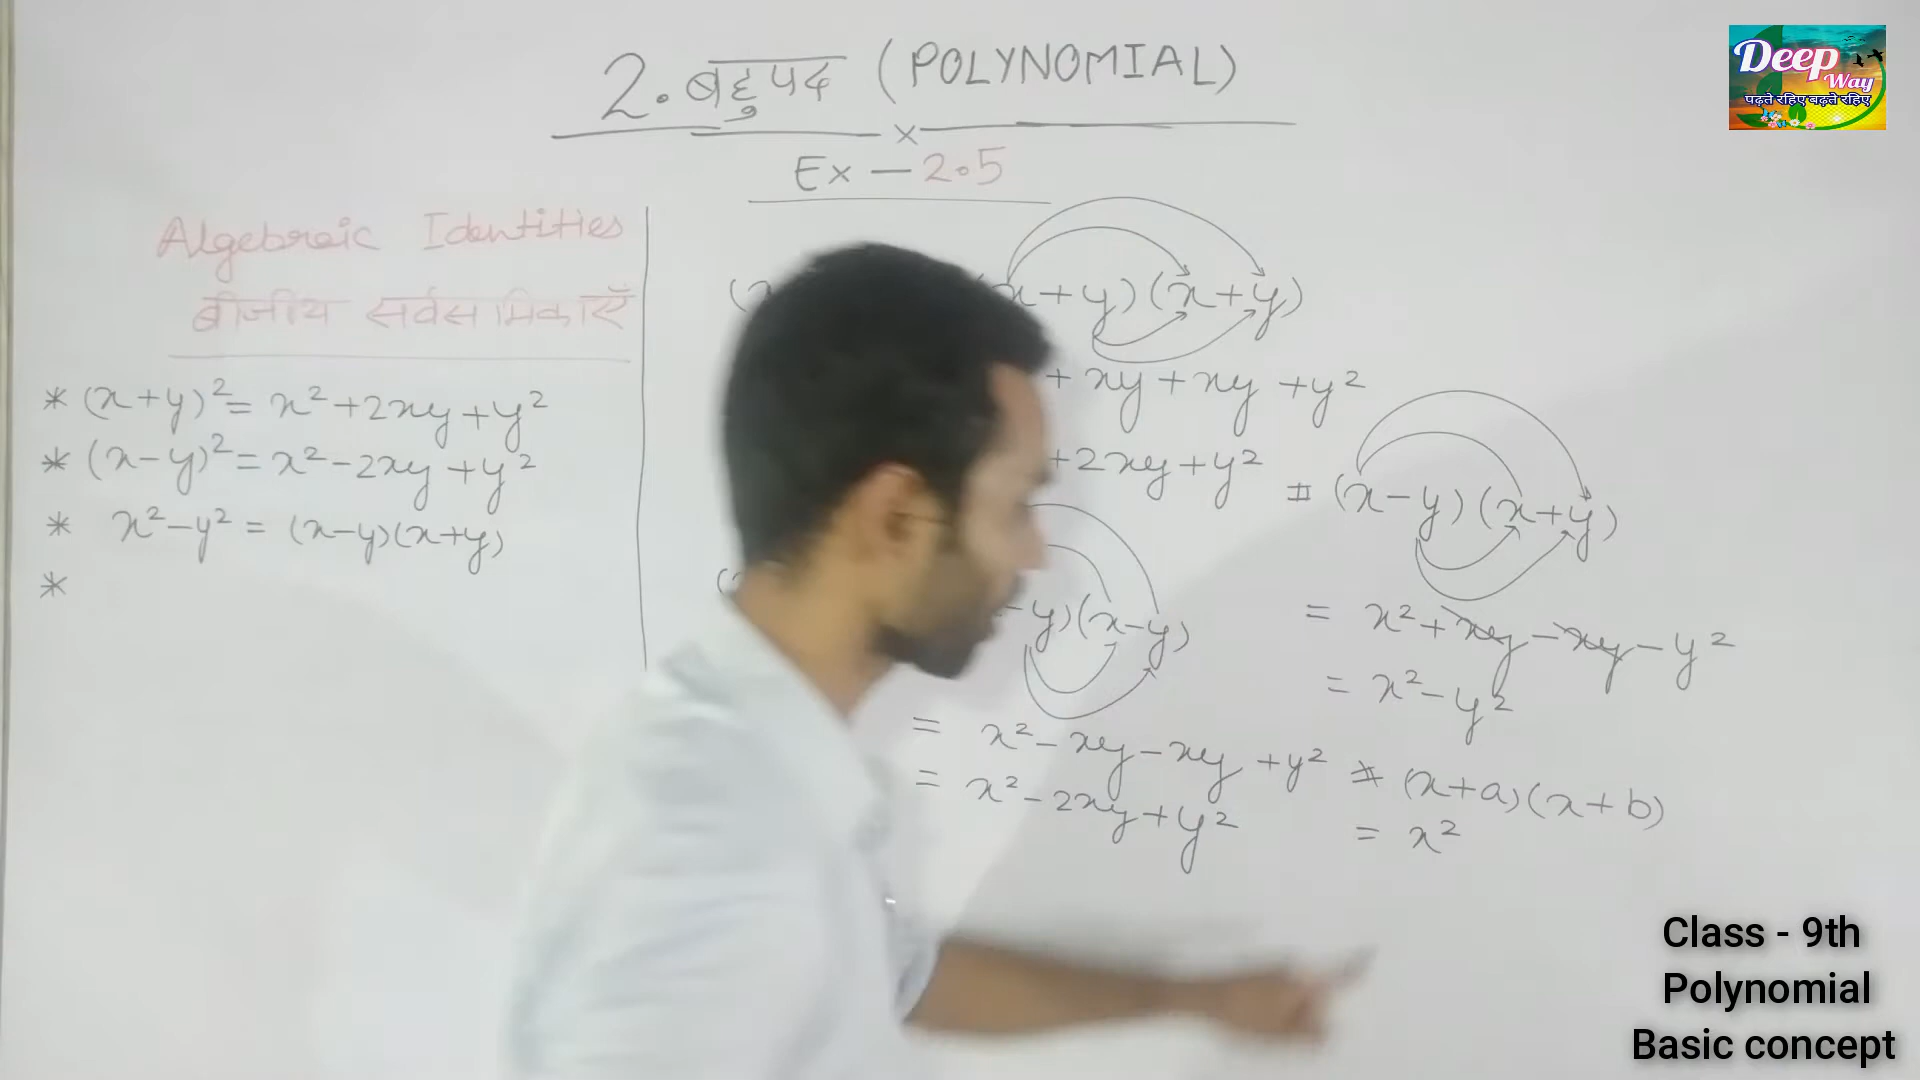 2. बहुपद (POLYNOMIAL)
x
Ex – 2.5
Algebraic Identities
बीजीय सर्वसमिकाएँ
* (x+y)² = x²+2xy+y²
* (x-y)² = x²-2xy+y²
* x²-y² = (x-y)(x+y)
*
x+y)(x+y)
+ xy + xy + y²
+2xy+y²
-y)(x-y)
= x²-xy-xy+y²
= x²-2xy+y²
# (x-y)(x+y)
= x²+xy-xy-y²
= x²-y²
# (x+a)(x+b)
= x²
Deep
Way
पढ़ते रहिए बढ़ते रहिए
Class - 9th
Polynomial
Basic concept